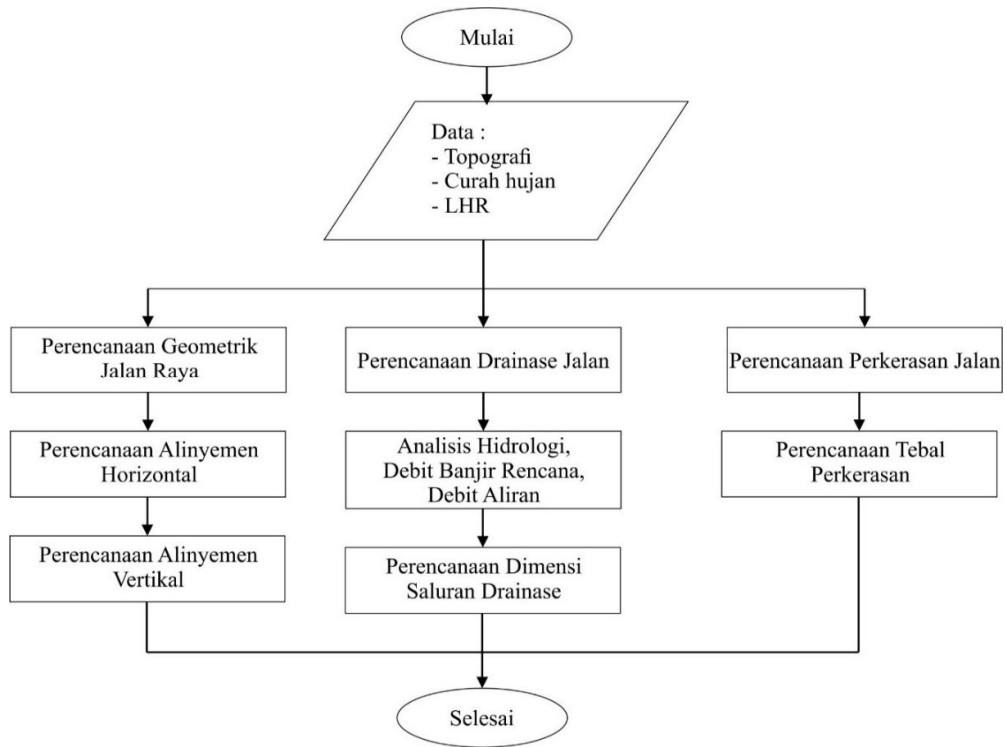 Mulai
Data :
- Topografi
- Curah hujan
- LHR
Perencanaan Geometrik
Jalan Raya
Perencanaan Alinyemen
Horizontal
Perencanaan Alinyemen
Vertikal
Perencanaan Drainase Jalan
Analisis Hidrologi,
Debit Banjir Rencana,
Debit Aliran
Perencanaan Dimensi
Saluran Drainase
Perencanaan Perkerasan Jalan
Perencanaan Tebal
Perkerasan
Selesai